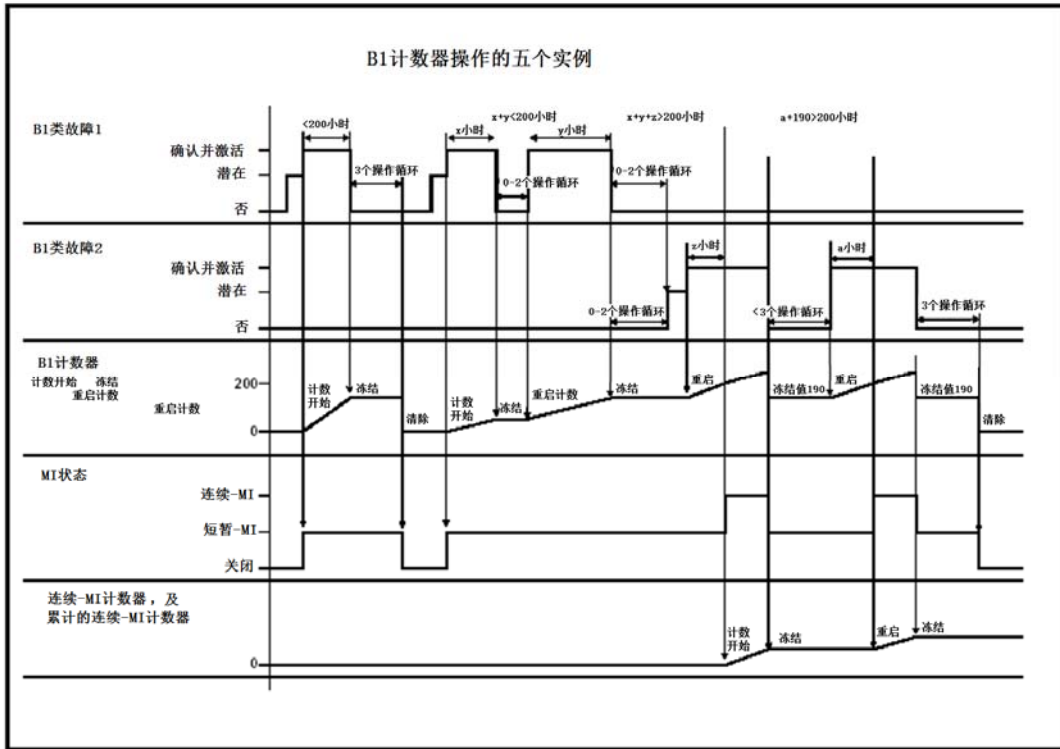 B1计数器操作的五个实例
B1类故障1
<200小时
x小时
x+y<200小时
y小时
x+y+z>200小时
a+190>200小时
确认并激活
潜在
否
3个操作循环
0-2个操作循环
0-2个操作循环
B1类故障2
确认并激活
潜在
否
z小时
a小时
0-2个操作循环
<3个操作循环
3个操作循环
B1计数器
计数开始 冻结
重启计数
重启计数
200
0
计数
开始
冻结
清除
计数
开始
冻结
重启计数
冻结
重启
冻结值190
重启
冻结值190
清除
MI状态
连续-MI
短暂-MI
关闭
连续-MI计数器，及
累计的连续-MI计数器
0
计数
开始
冻结
重启
冻结